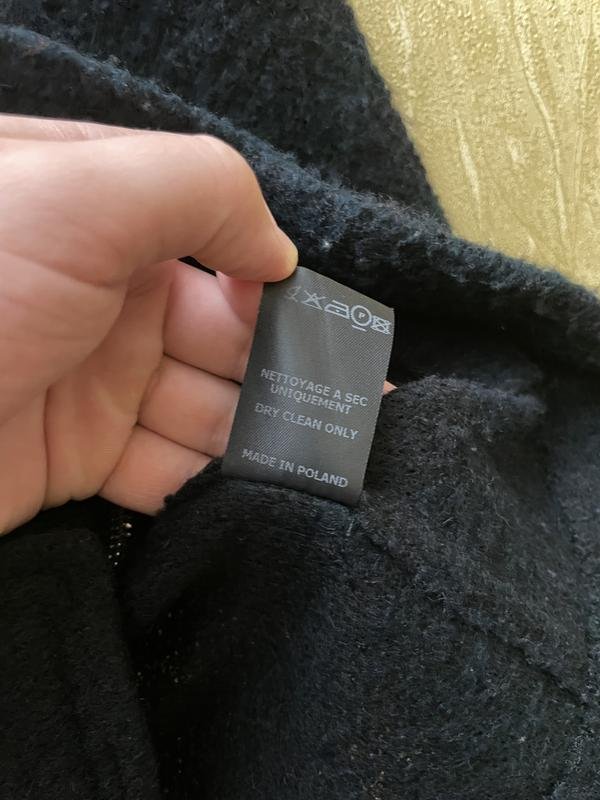 NETTOYAGE A SEC
UNIQUEMENT
DRY CLEAN ONLY
MADE IN POLAND